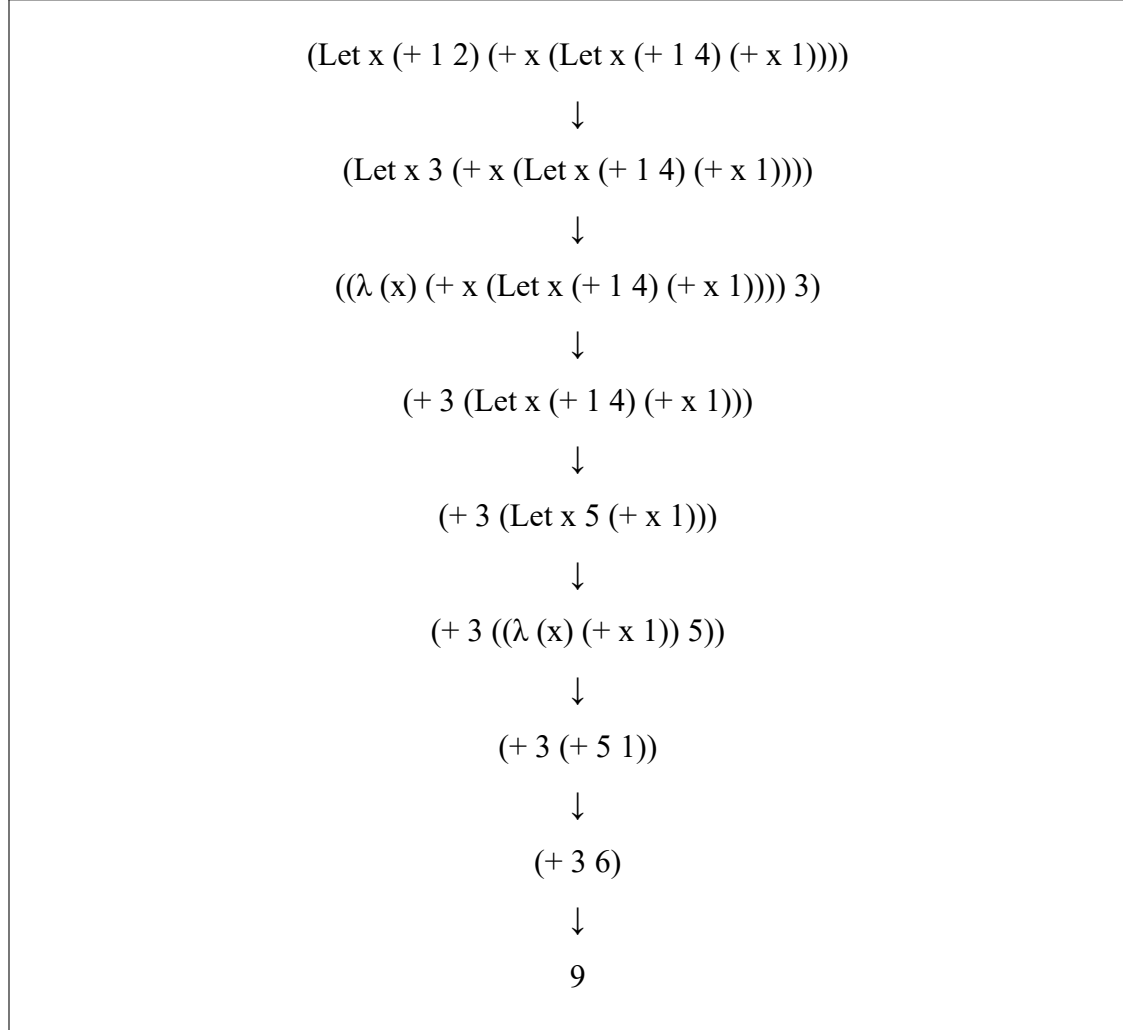 (Let x (+ 1 2) (+ x (Let x (+ 1 4) (+ x 1))))
↓
(Let x 3 (+ x (Let x (+ 1 4) (+ x 1))))
↓
((λ (x) (+ x (Let x (+ 1 4) (+ x 1)))) 3)
↓
(+ 3 (Let x (+ 1 4) (+ x 1)))
↓
(+ 3 (Let x 5 (+ x 1)))
↓
(+ 3 ((λ (x) (+ x 1)) 5))
↓
(+ 3 (+ 5 1))
↓
(+ 3 6)
↓
9